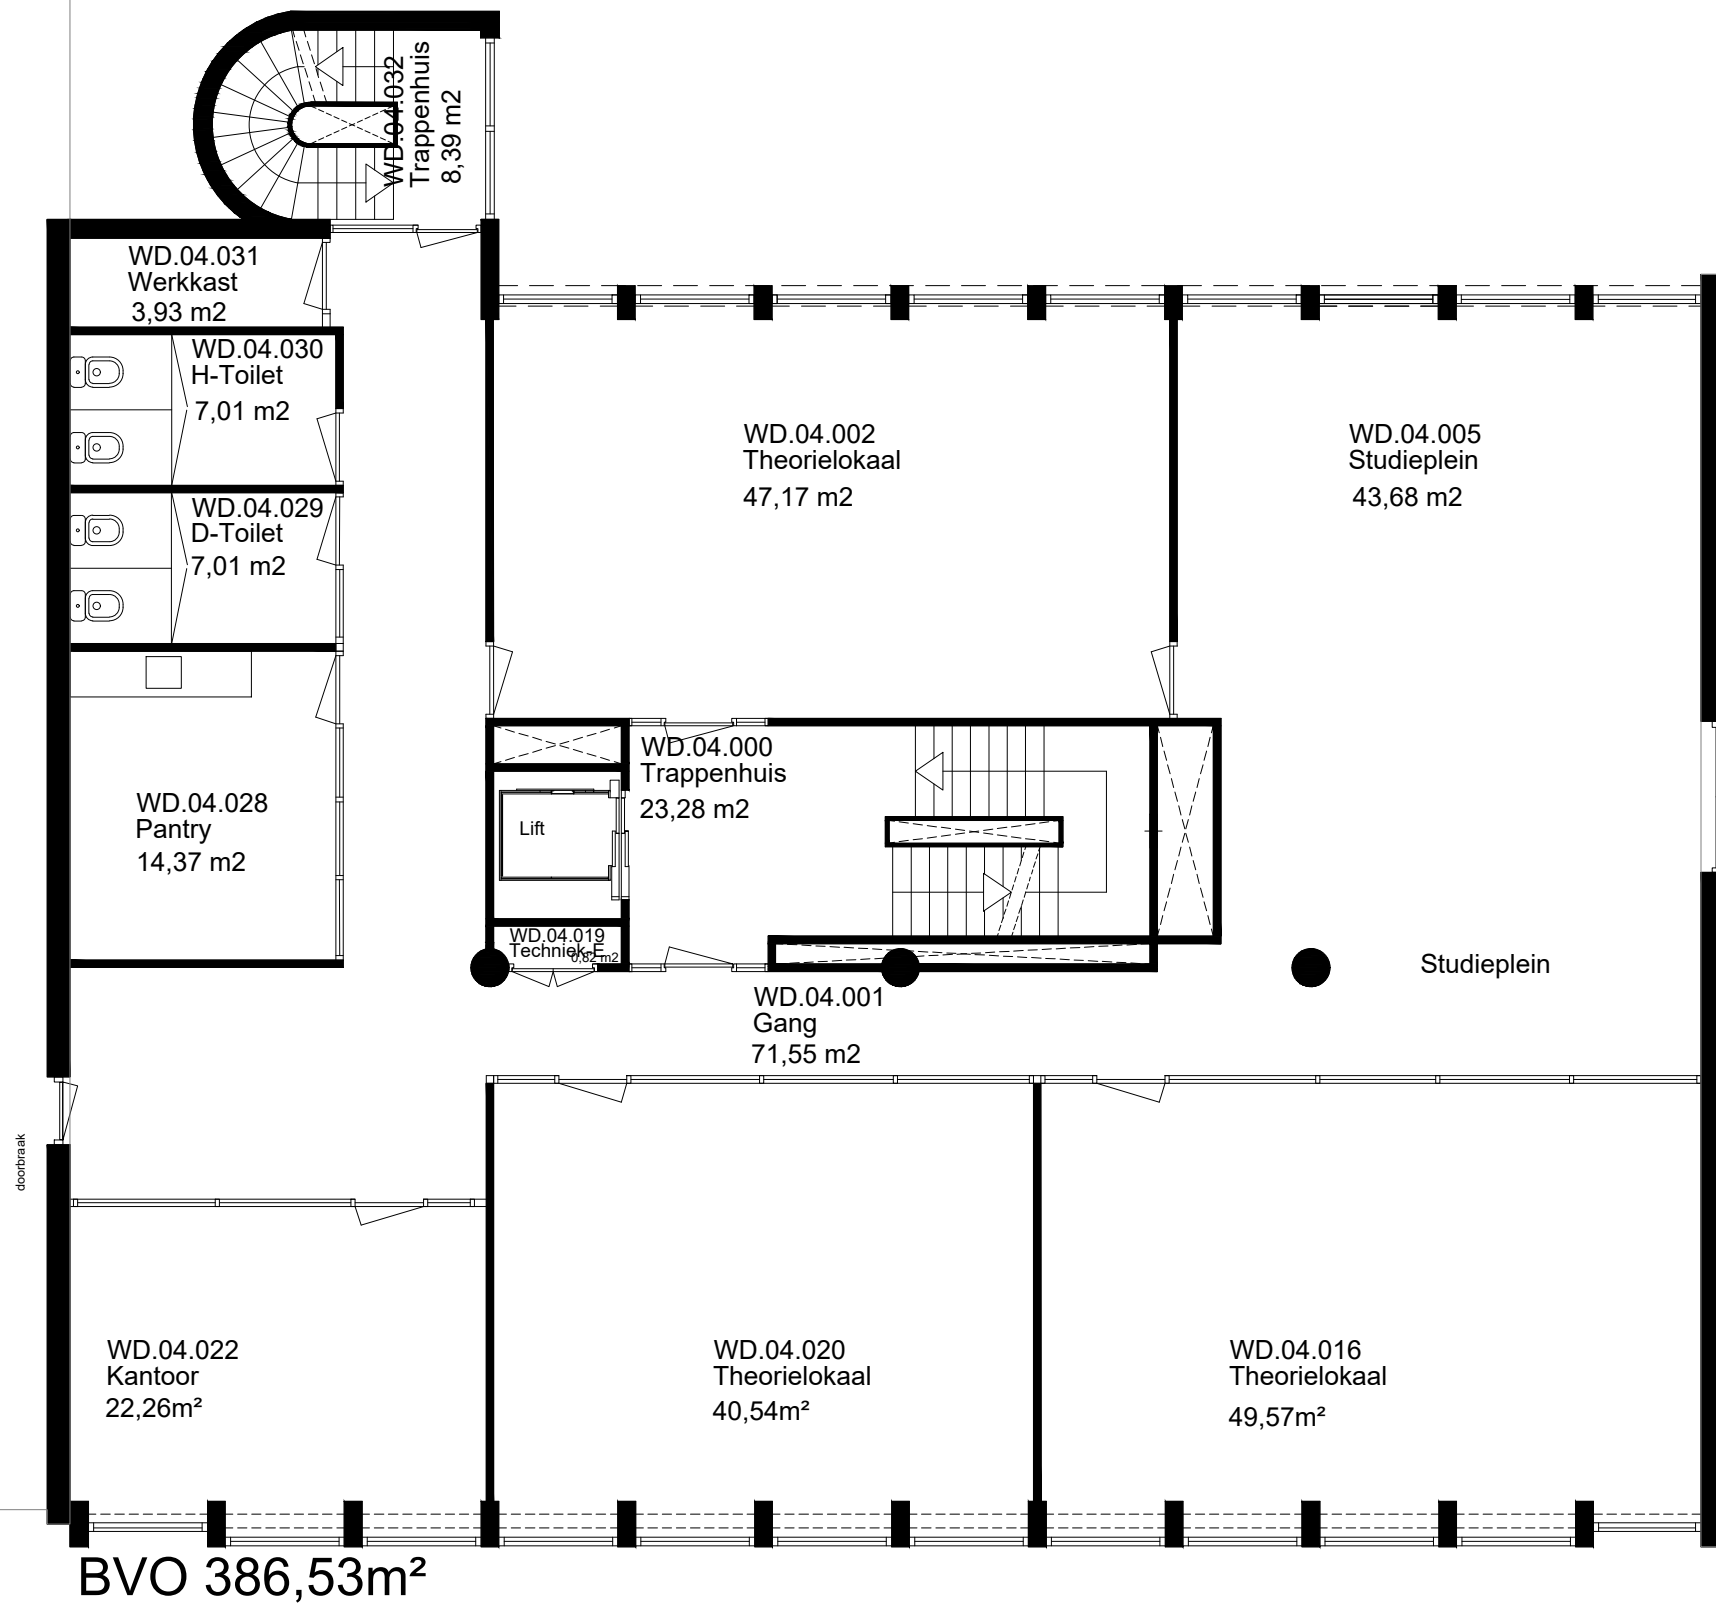 WD.04.032
Trappenhuis
8,39 m2
WD.04.031
Werkkast
3,93 m2
WD.04.030
H-Toilet
7,01 m2
WD.04.029
D-Toilet
7,01 m2
WD.04.002
Theorielokaal
47,17 m2
WD.04.005
Studieplein
43,68 m2
WD.04.000
Trappenhuis
23,28 m2
Lift
WD.04.028
Pantry
14,37 m2
WD.04.019
Techniek-E
0,82 m2
Studieplein
WD.04.001
Gang
71,55 m2
doorbraak
WD.04.022
Kantoor
22,26m²
WD.04.020
Theorielokaal
40,54m²
WD.04.016
Theorielokaal
49,57m²
BVO 386,53m²